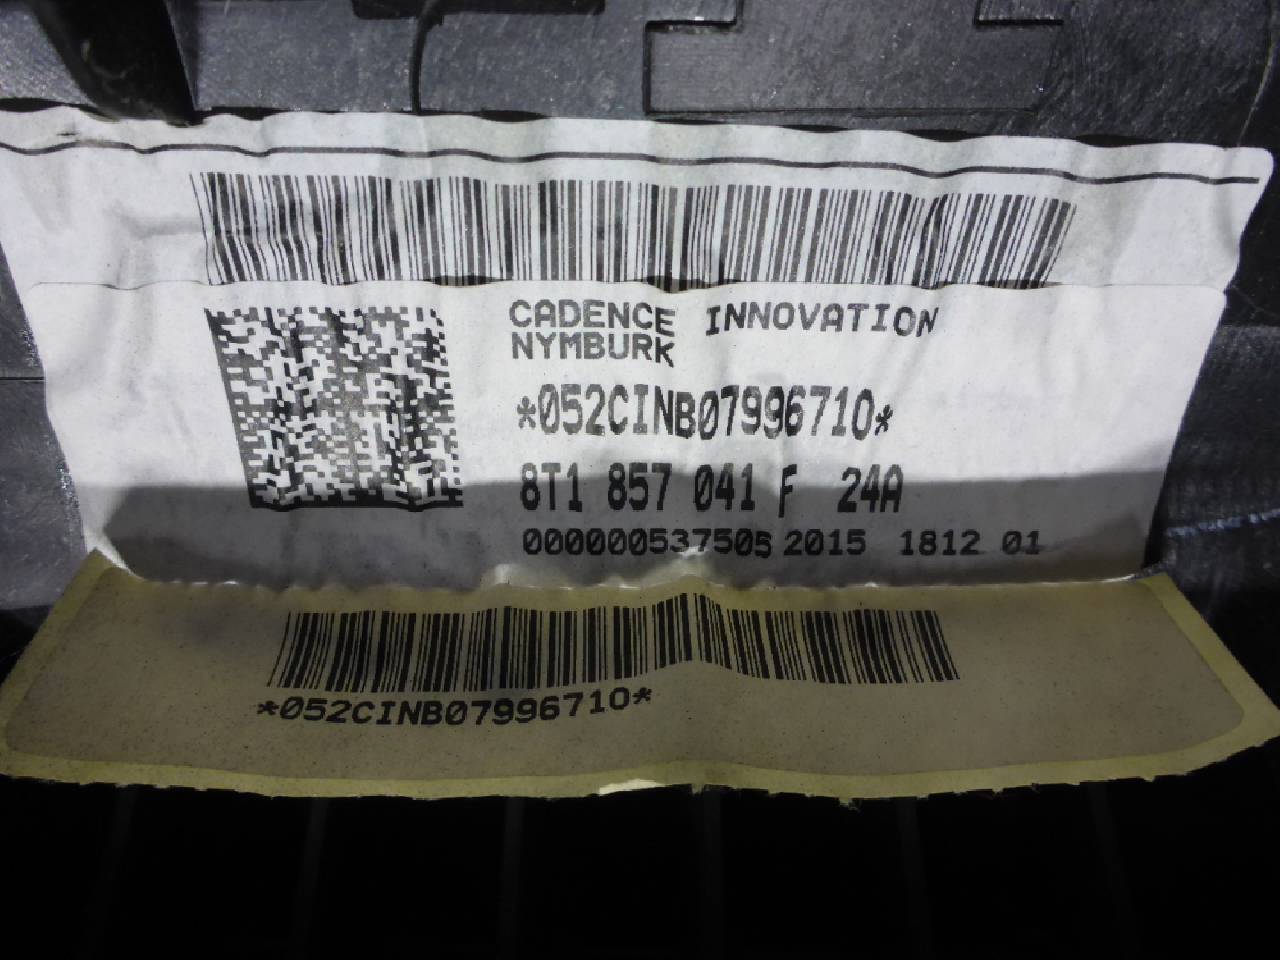 CADENCE INNOVATION
NYMBURK
*052CINB07996710*
8T1 857 041 F 24A
000000537505 2015 1812 01
*052CINB07996710*